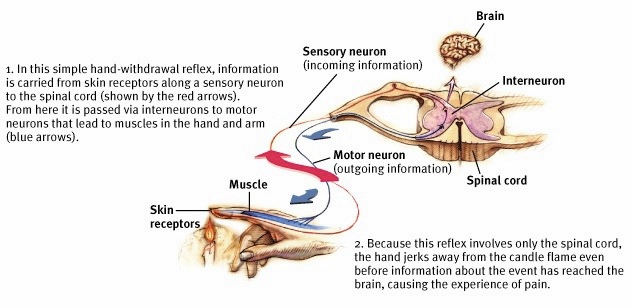 Brain
Sensory neuron
(incoming information)
Interneuron
1. In this simple hand-withdrawal reflex, information
is carried from skin receptors along a sensory neuron
to the spinal cord (shown by the red arrows).
From here it is passed via interneurons to motor
neurons that lead to muscles in the hand and arm
(blue arrows).
Motor neuron
(outgoing information)
Spinal cord
Muscle
Skin
receptors
2. Because this reflex involves only the spinal cord,
the hand jerks away from the candle flame even
before information about the event has reached the
brain, causing the experience of pain.